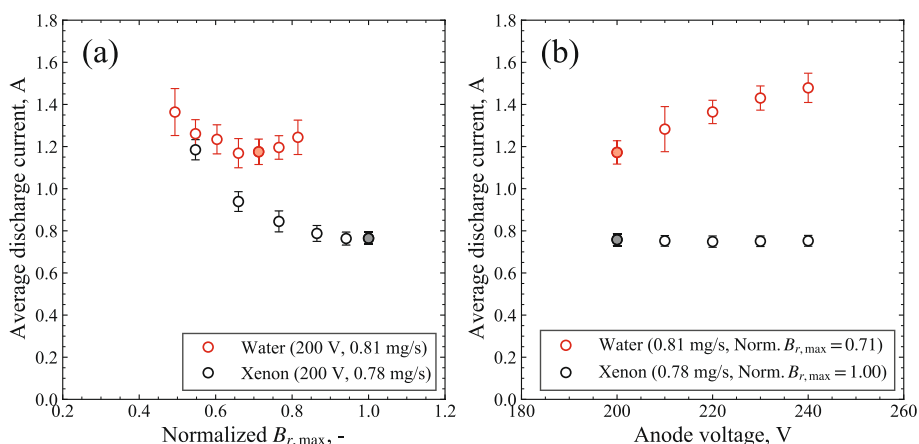 (a)
Average discharge current, A
1.8
1.6
1.4
1.2
1.0
0.8
0.6
0.4
0.2
0.0
Water (200 V, 0.81 mg/s)
Xenon (200 V, 0.78 mg/s)
0.2 0.4 0.6 0.8 1.0 1.2
Normalized B_{r, max}, -
(b)
Average discharge current, A
1.8
1.6
1.4
1.2
1.0
0.8
0.6
0.4
0.2
0.0
Water (0.81 mg/s, Norm. B_{r, max} = 0.71)
Xenon (0.78 mg/s, Norm. B_{r, max} = 1.00)
180 200 220 240 260
Anode voltage, V